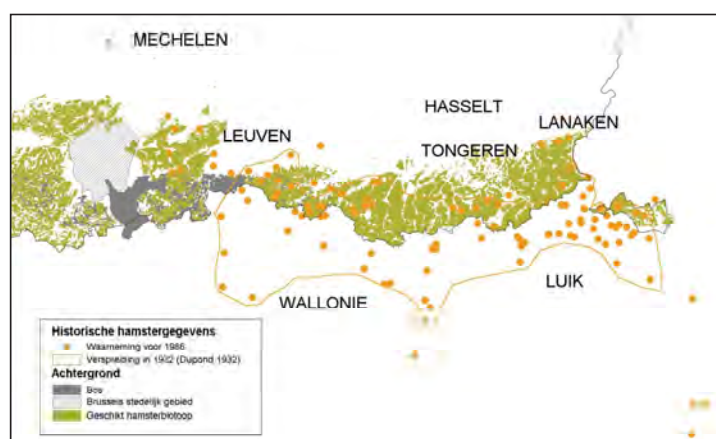 MECHELEN
HASSELT
LANAKEN
LEUVEN
TONGEREN
LUIK
WALLONIE
Historische hamstergegevens
Waarneming voor 1986
Verspreiding in 1932 (Dupond 1932)
Achtergrond
Bos
Brussels stedelijk gebied
Geschikt hamsterbiotoop